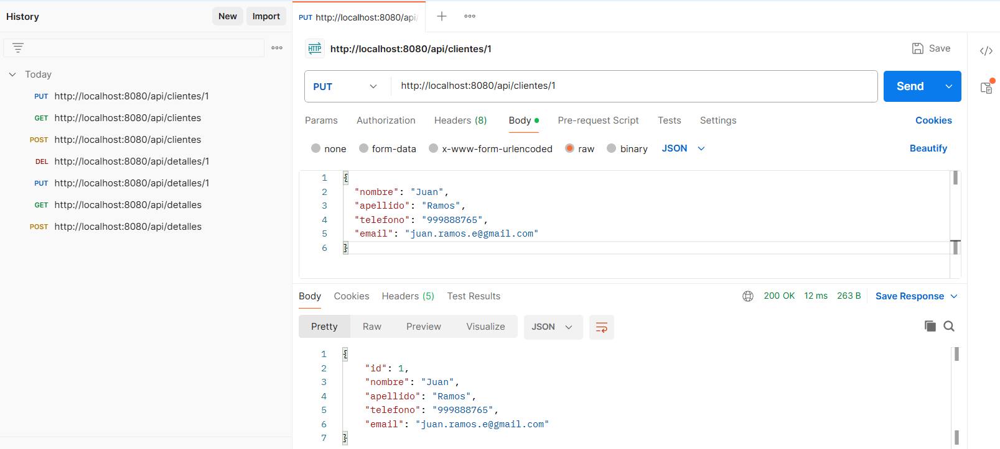 History
New
Import
Today
PUT http://localhost:8080/api/clientes/1
GET http://localhost:8080/api/clientes
POST http://localhost:8080/api/clientes
DEL http://localhost:8080/api/detalles/1
PUT http://localhost:8080/api/detalles/1
GET http://localhost:8080/api/detalles
POST http://localhost:8080/api/detalles
PUT http://localhost:8080/api/
HTTP http://localhost:8080/api/clientes/1
Save
PUT http://localhost:8080/api/clientes/1
Send
Params Authorization Headers (8) Body Pre-request Script Tests Settings Cookies
none form-data x-www-form-urlencoded raw binary JSON Beautify
1 {
2 "nombre": "Juan",
3 "apellido": "Ramos",
4 "telefono": "999888765",
5 "email": "juan.ramos.e@gmail.com"
6 }
Body Cookies Headers (5) Test Results 200 OK 12 ms 263 B Save Response
Pretty Raw Preview Visualize JSON
1 {
2 "id": 1,
3 "nombre": "Juan",
4 "apellido": "Ramos",
5 "telefono": "999888765",
6 "email": "juan.ramos.e@gmail.com"
7 }